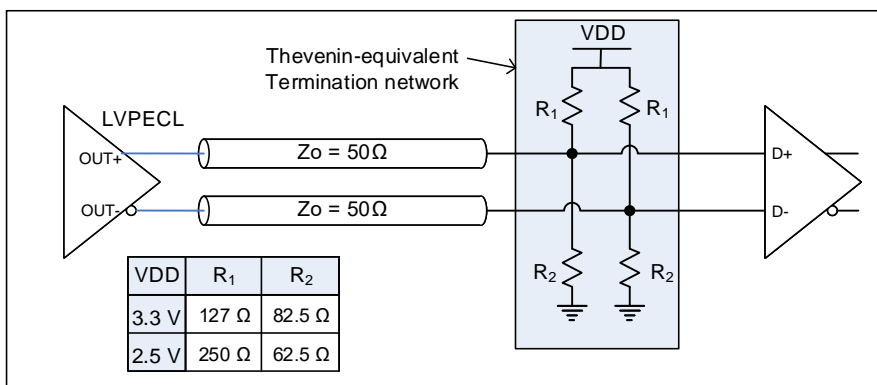 VDD
Thevenin-equivalent
Termination network
R₁ R₁
LVPECL
OUT+ Zo = 50Ω D+
OUT- Zo = 50Ω D-
R₂ R₂
VDD R₁ R₂
3.3 V 127 Ω 82.5 Ω
2.5 V 250 Ω 62.5 Ω